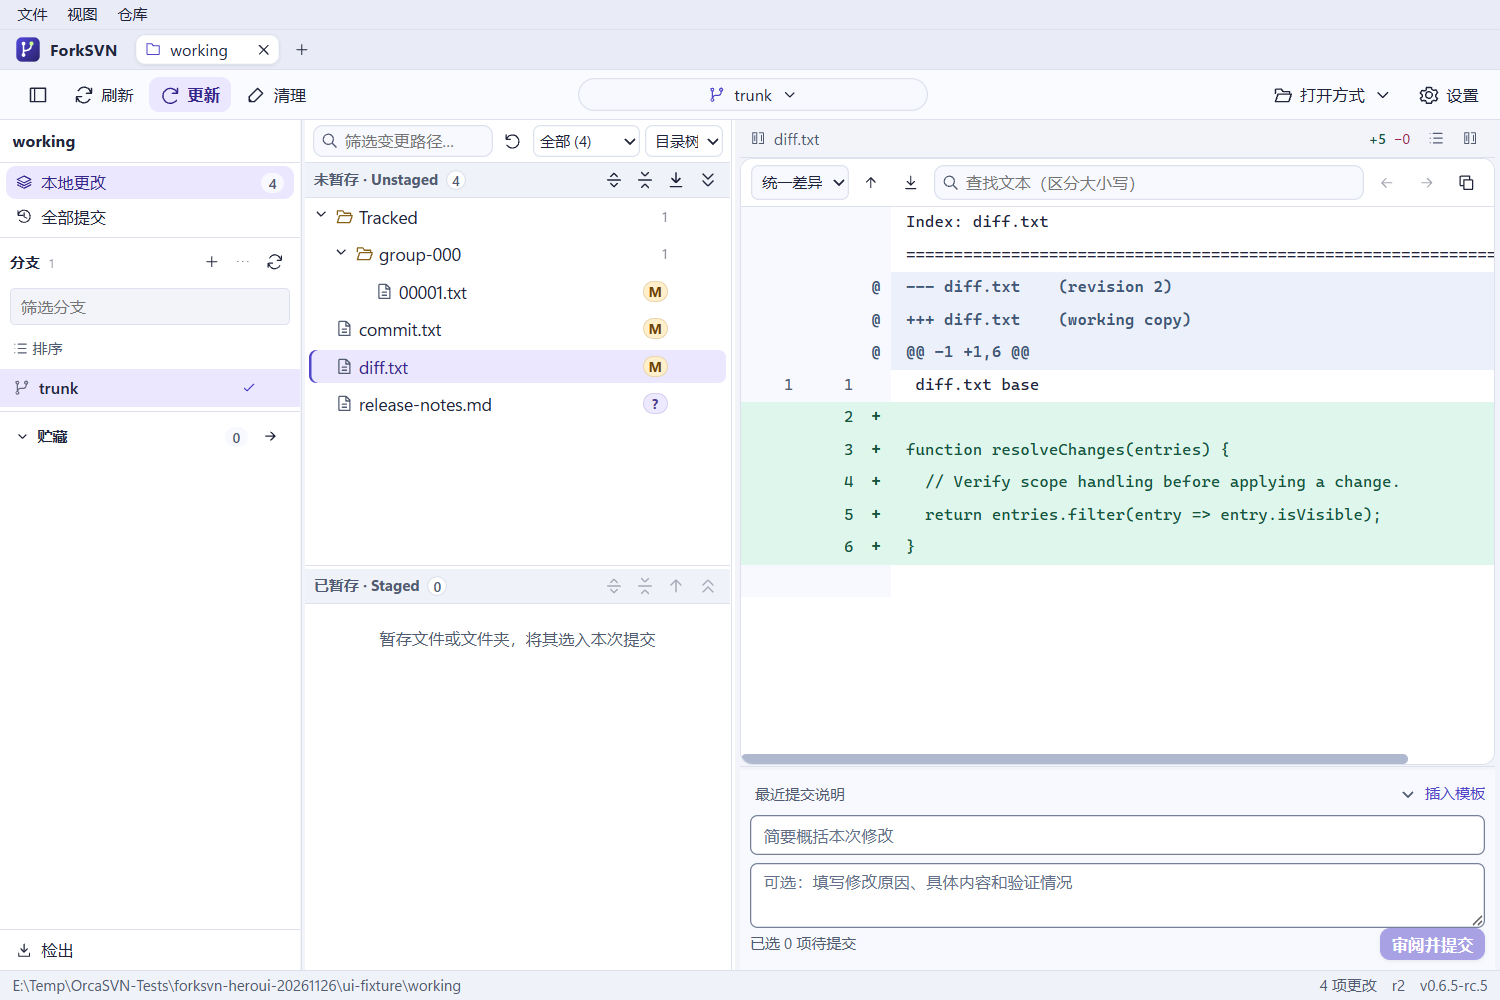 文件 视图 仓库
ForkSVN working
刷新 更新 清理 trunk 打开方式 设置
working
本地更改 4
全部提交
分支 1
筛选分支
排序
trunk
贮藏 0
检出
筛选变更路径... 全部 (4) 目录树
未暂存 · Unstaged 4
Tracked 1
group-000 1
00001.txt M
commit.txt M
diff.txt M
release-notes.md ?
已暂存 · Staged 0
暂存文件或文件夹，将其选入本次提交
diff.txt +5 −0
统一差异 查找文本（区分大小写）
Index: diff.txt
===================================================================
@ --- diff.txt (revision 2)
@ +++ diff.txt (working copy)
@ @@ -1 +1,6 @@
1 1 diff.txt base
2 +
3 + function resolveChanges(entries) {
4 + // Verify scope handling before applying a change.
5 + return entries.filter(entry => entry.isVisible);
6 + }
最近提交说明 插入模板
简要概括本次修改
可选：填写修改原因、具体内容和验证情况
已选 0 项待提交 审阅并提交
E:\Temp\OrcaSVN-Tests\forksvn-heroui-20261126\ui-fixture\working 4 项更改 r2 v0.6.5-rc.5